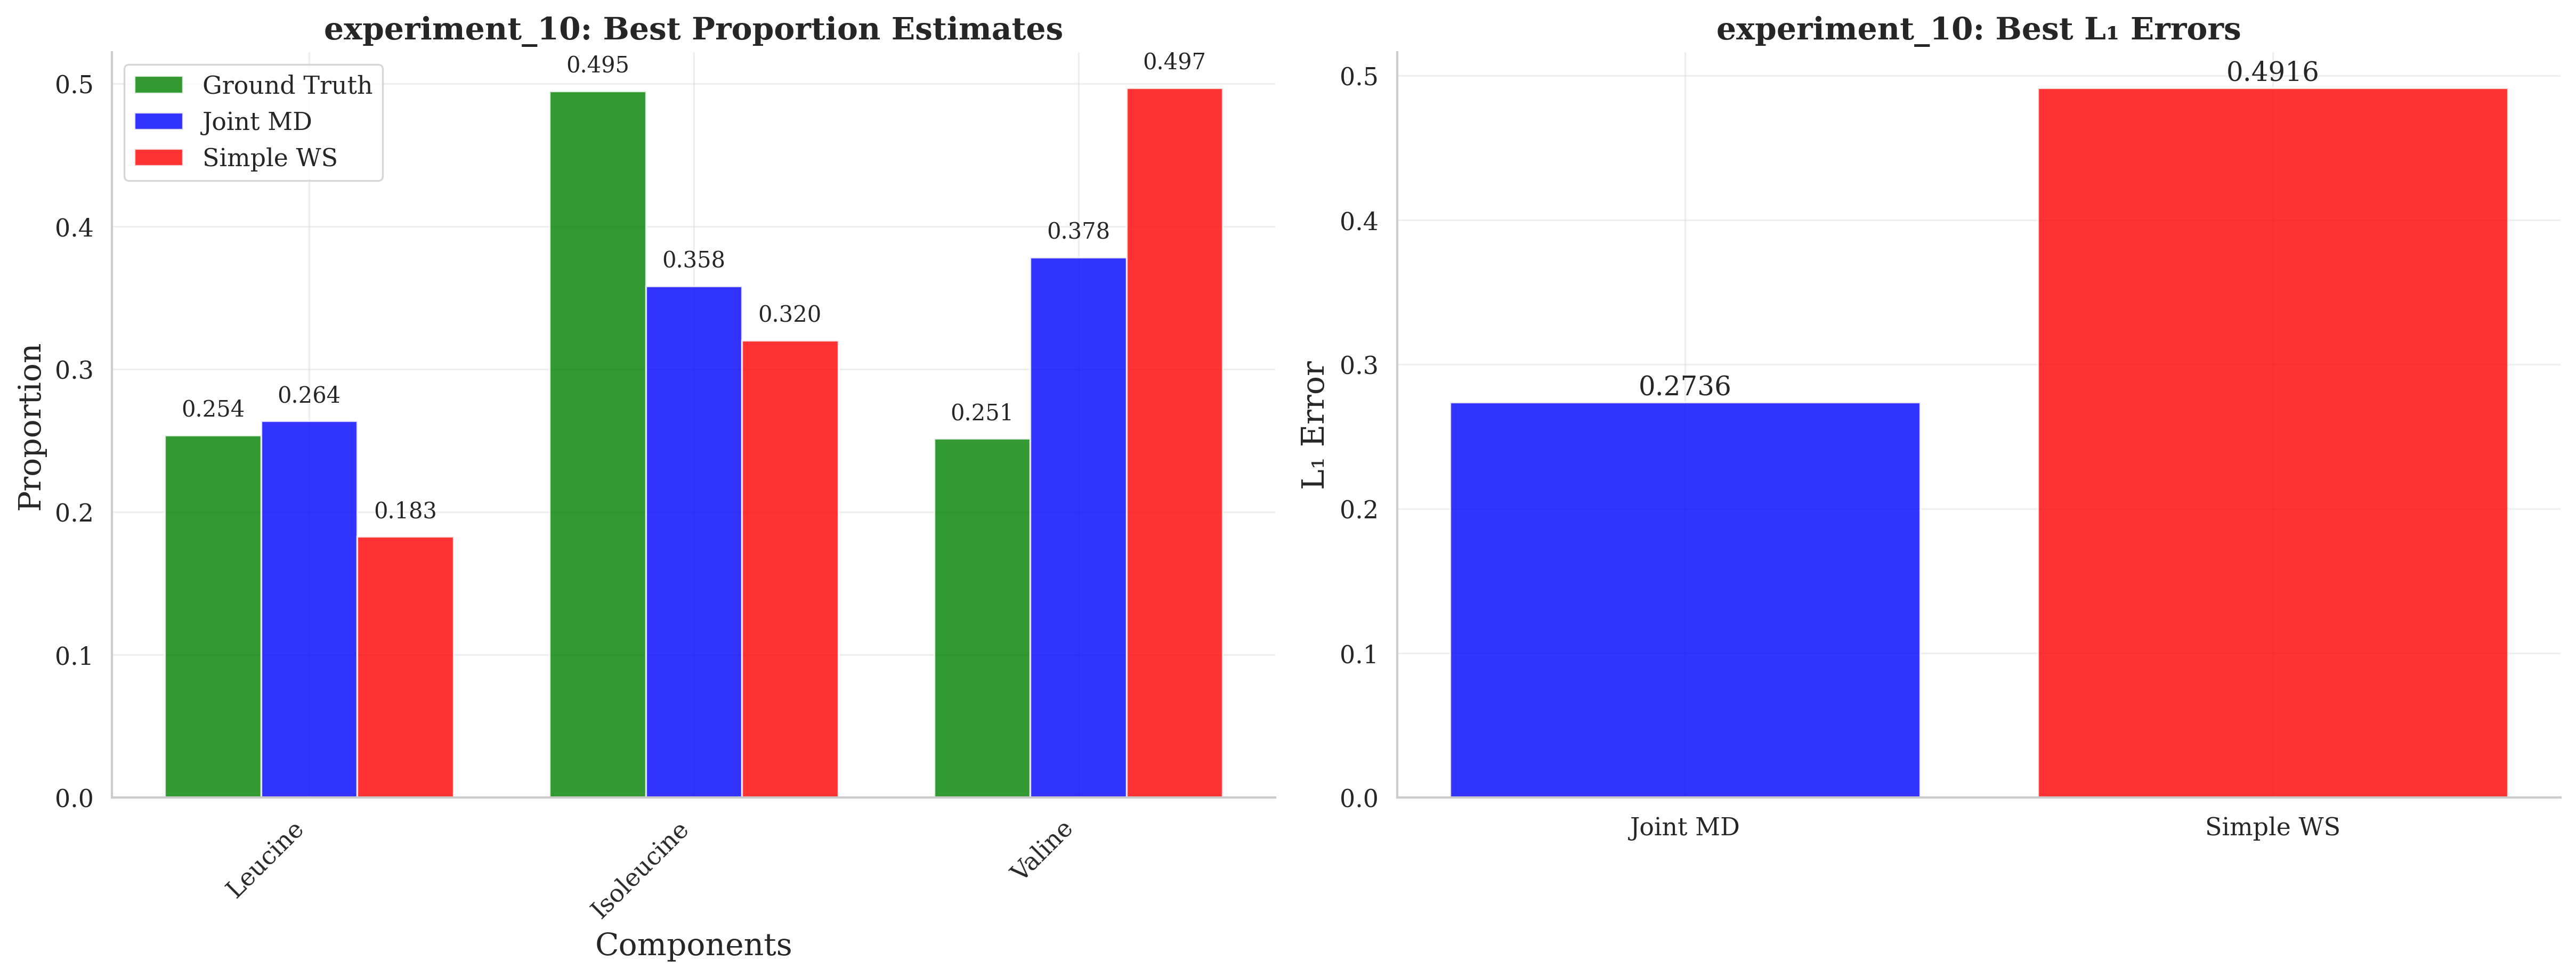 experiment_10: Best Proportion Estimates
Proportion
0.5
0.4
0.3
0.2
0.1
0.0
Ground Truth
Joint MD
Simple WS
0.254
0.264
0.183
0.495
0.358
0.320
0.251
0.378
0.497
Leucine
Isoleucine
Valine
Components
experiment_10: Best L₁ Errors
L₁ Error
0.5
0.4
0.3
0.2
0.1
0.0
0.2736
0.4916
Joint MD
Simple WS